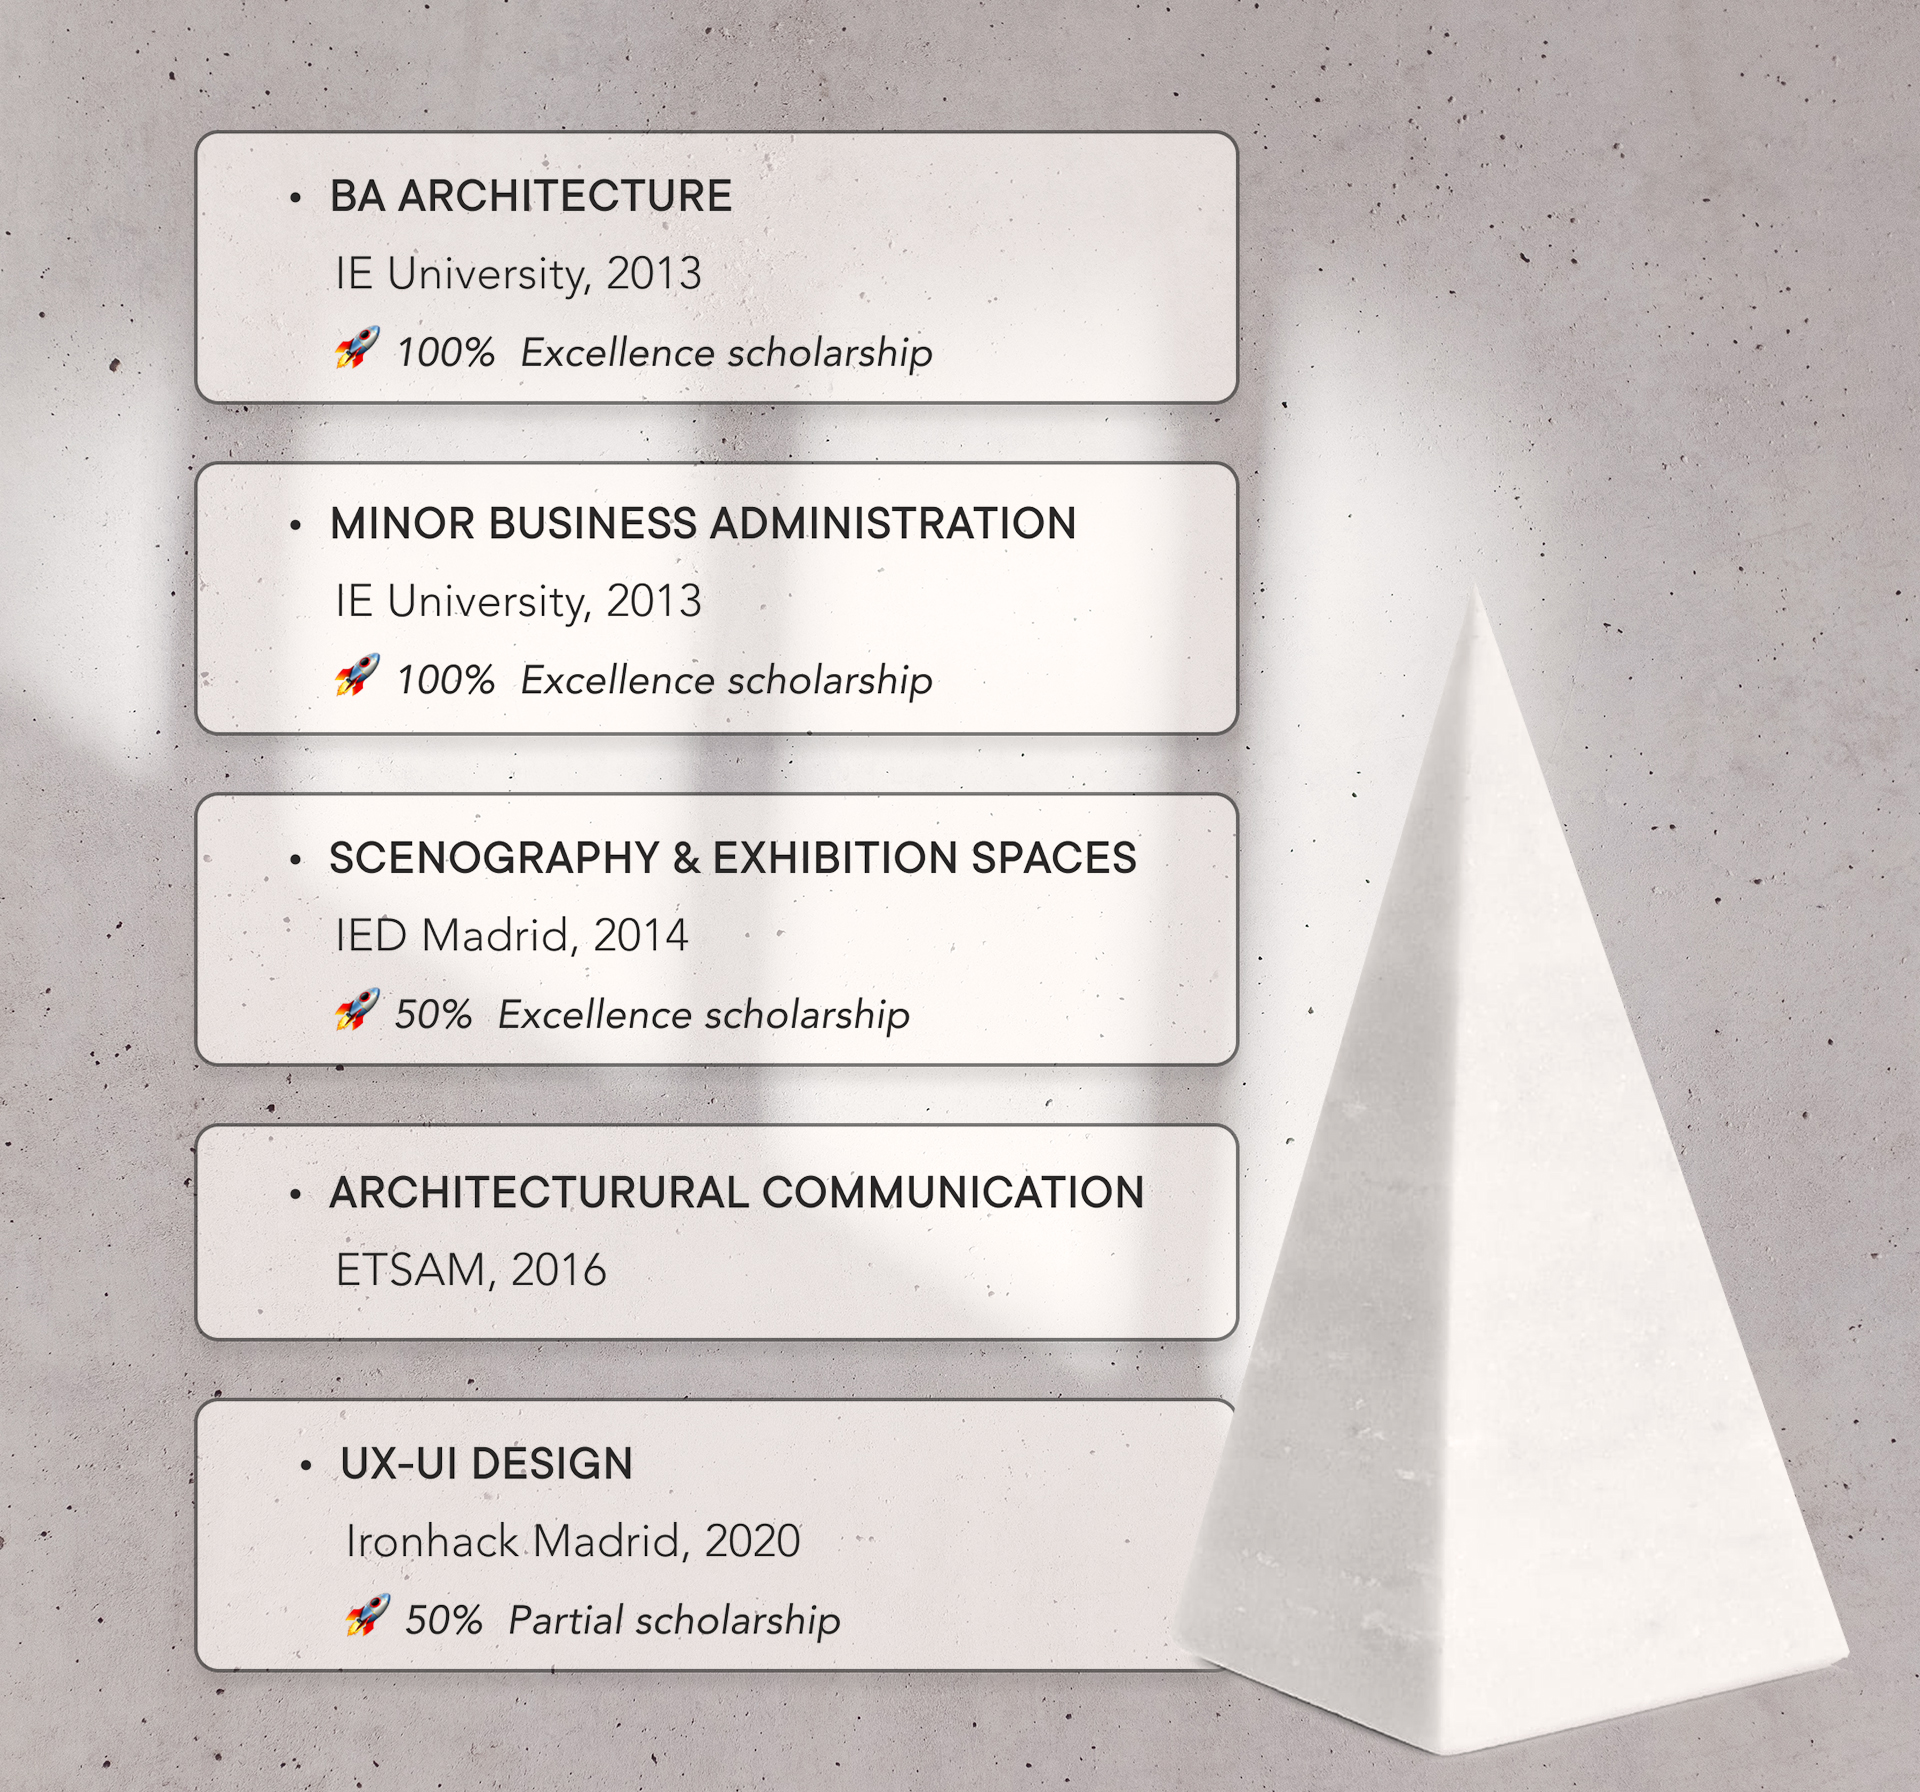 • BA ARCHITECTURE
IE University, 2013
🚀 100% Excellence scholarship
• MINOR BUSINESS ADMINISTRATION
IE University, 2013
🚀 100% Excellence scholarship
• SCENOGRAPHY & EXHIBITION SPACES
IED Madrid, 2014
🚀 50% Excellence scholarship
• ARCHITECTURURAL COMMUNICATION
ETSAM, 2016
• UX-UI DESIGN
Ironhack Madrid, 2020
🚀 50% Partial scholarship